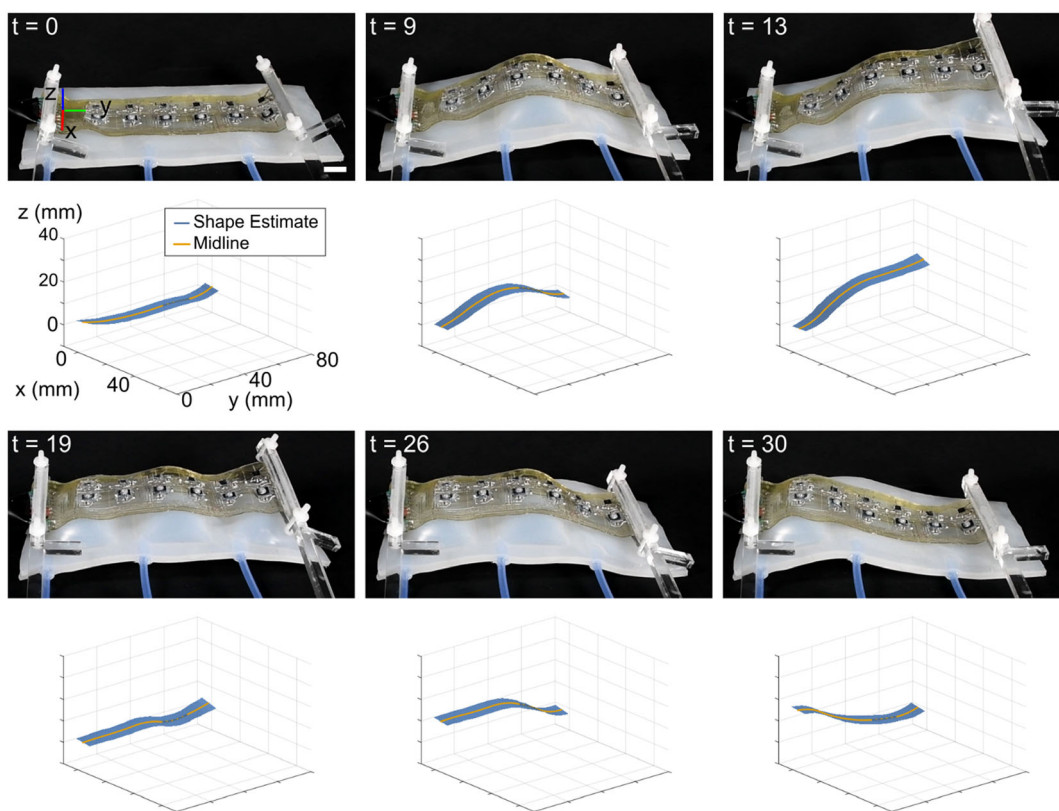 t = 0
t = 9
t = 13
z
y
x
z (mm)
40
20
0
Shape Estimate
Midline
0
40
x (mm)
0
40
80
y (mm)
t = 19
t = 26
t = 30